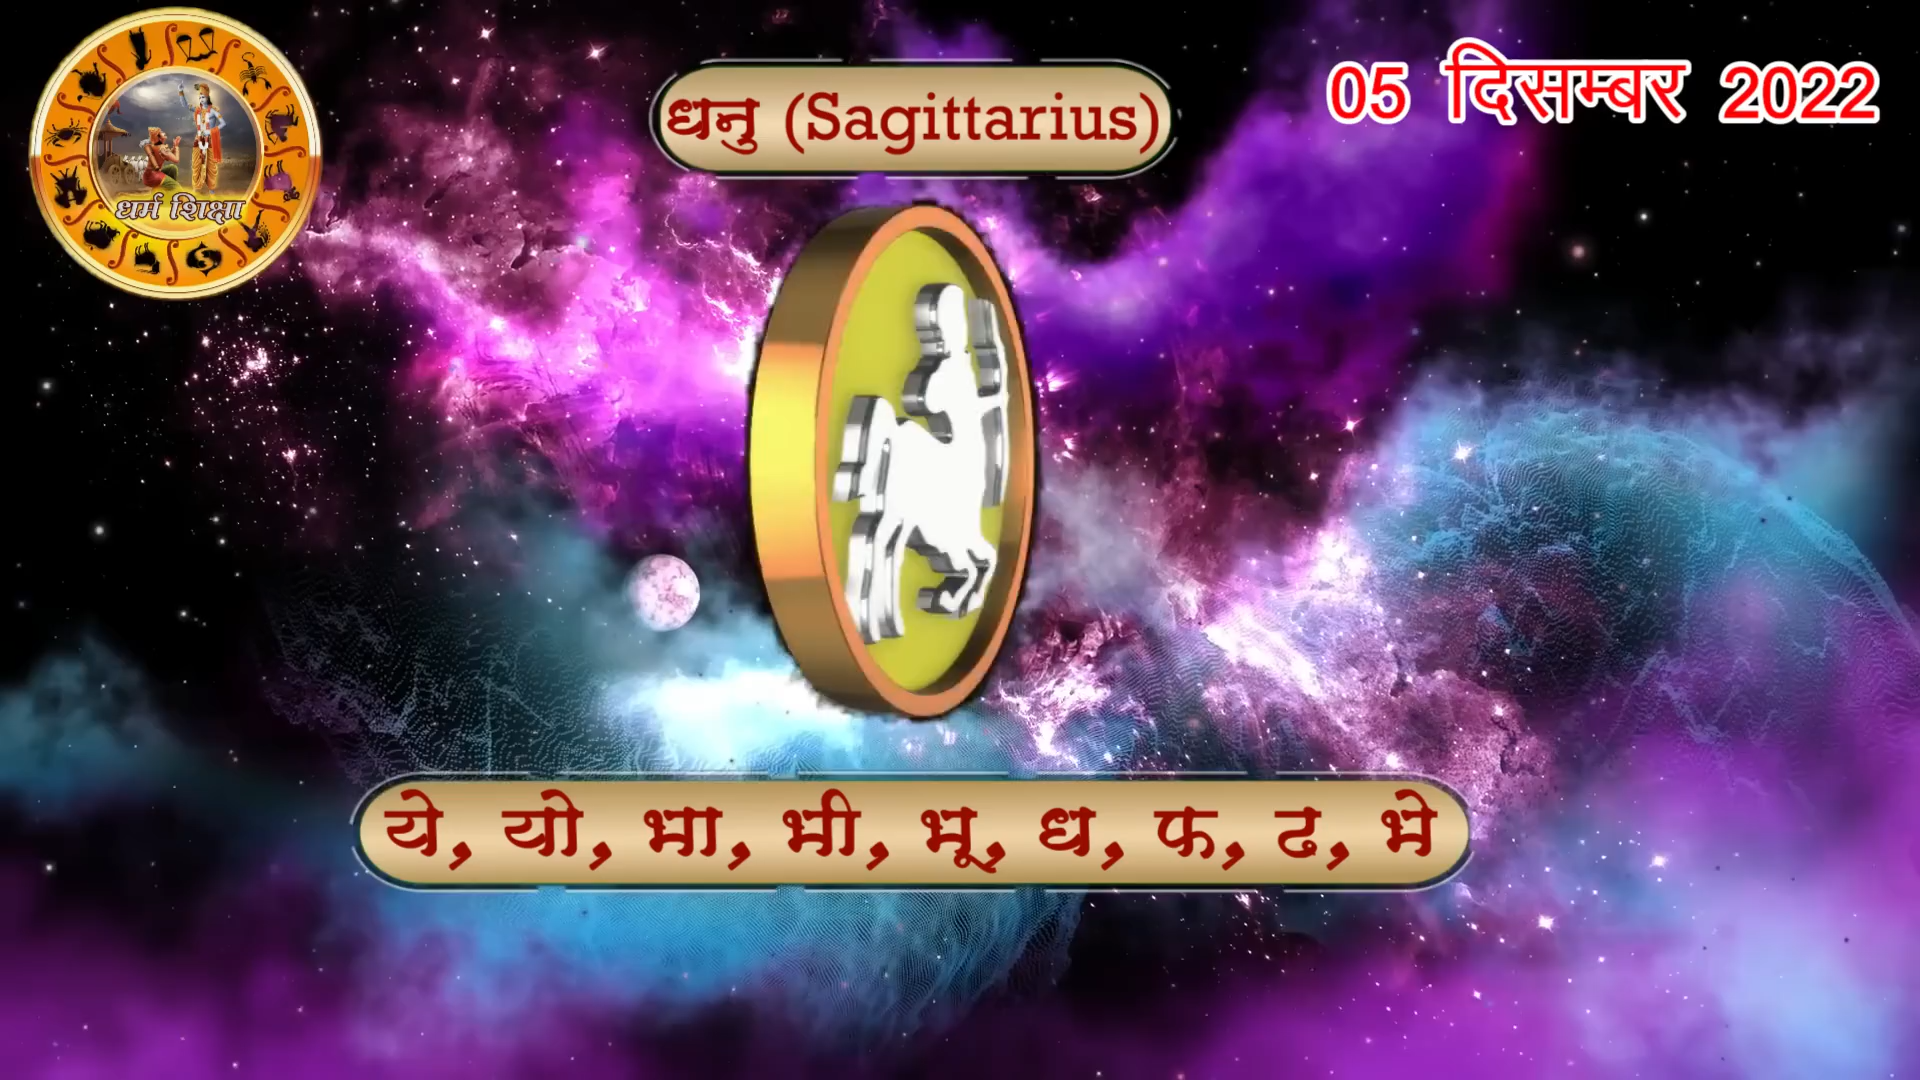 धनु (Sagittarius)
05 दिसम्बर 2022
धर्म शिक्षा
ये, यो, भा, भी, भू, ध, फ, ढ, भे